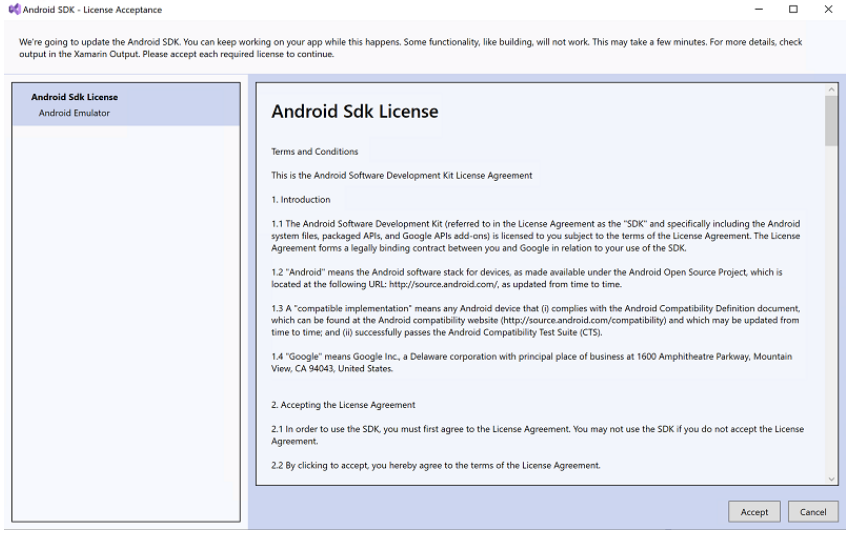 Android SDK - License Acceptance
We're going to update the Android SDK. You can keep working on your app while this happens. Some functionality, like building, will not work. This may take a few minutes. For more details, check
output in the Xamarin Output. Please accept each required license to continue.
Android Sdk License
Android Emulator
Android Sdk License
Terms and Conditions
This is the Android Software Development Kit License Agreement
1. Introduction
1.1 The Android Software Development Kit (referred to in the License Agreement as the "SDK" and specifically including the Android
system files, packaged APIs, and Google APIs add-ons) is licensed to you subject to the terms of the License Agreement. The License
Agreement forms a legally binding contract between you and Google in relation to your use of the SDK.
1.2 "Android" means the Android software stack for devices, as made available under the Android Open Source Project, which is
located at the following URL: http://source.android.com/, as updated from time to time.
1.3 A "compatible implementation" means any Android device that (i) complies with the Android Compatibility Definition document,
which can be found at the Android compatibility website (http://source.android.com/compatibility) and which may be updated from
time to time; and (ii) successfully passes the Android Compatibility Test Suite (CTS).
1.4 "Google" means Google Inc., a Delaware corporation with principal place of business at 1600 Amphitheatre Parkway, Mountain
View, CA 94043, United States.
2. Accepting the License Agreement
2.1 In order to use the SDK, you must first agree to the License Agreement. You may not use the SDK if you do not accept the License
Agreement.
2.2 By clicking to accept, you hereby agree to the terms of the License Agreement.
Accept
Cancel